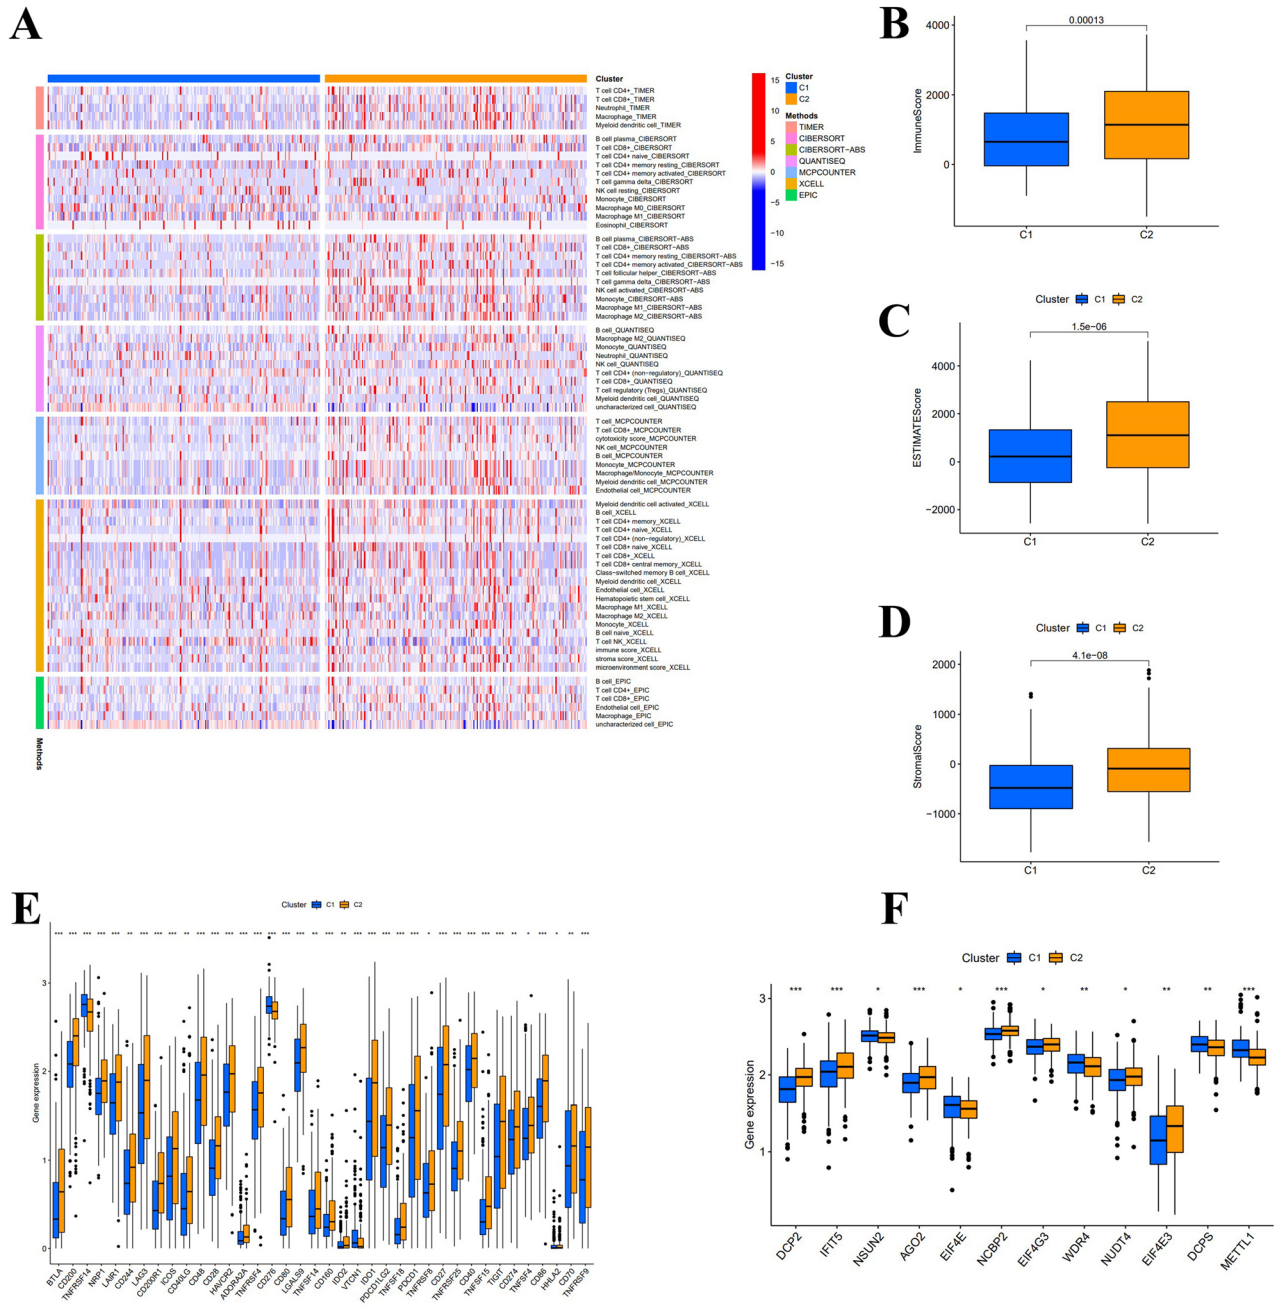 A
Cluster
T cell CD4+_TIMER
T cell CD8+_TIMER
Neutrophil_TIMER
Macrophage_TIMER
Myeloid dendritic cell_TIMER
B cell plasma_CIBERSORT
T cell CD8+_CIBERSORT
T cell CD4+ naive_CIBERSORT
T cell CD4+ memory resting_CIBERSORT
T cell CD4+ memory activated_CIBERSORT
T cell gamma delta_CIBERSORT
NK cell resting_CIBERSORT
Monocyte_CIBERSORT
Macrophage M0_CIBERSORT
Macrophage M1_CIBERSORT
Eosinophil_CIBERSORT
B cell plasma_CIBERSORT-ABS
T cell CD8+_CIBERSORT-ABS
T cell CD4+ memory resting_CIBERSORT-ABS
T cell CD4+ memory activated_CIBERSORT-ABS
T cell follicular helper_CIBERSORT-ABS
T cell gamma delta_CIBERSORT-ABS
NK cell activated_CIBERSORT-ABS
Monocyte_CIBERSORT-ABS
Macrophage M1_CIBERSORT-ABS
Macrophage M2_CIBERSORT-ABS
B cell_QUANTISEQ
Macrophage M2_QUANTISEQ
Monocyte_QUANTISEQ
Neutrophil_QUANTISEQ
NK cell_QUANTISEQ
T cell CD4+ (non-regulatory)_QUANTISEQ
T cell CD8+_QUANTISEQ
T cell regulatory (Tregs)_QUANTISEQ
Myeloid dendritic cell_QUANTISEQ
uncharacterized cell_QUANTISEQ
T cell_MCPCOUNTER
T cell CD8+_MCPCOUNTER
cytotoxicity score_MCPCOUNTER
NK cell_MCPCOUNTER
B cell_MCPCOUNTER
Monocyte_MCPCOUNTER
Macrophage/Monocyte_MCPCOUNTER
Myeloid dendritic cell_MCPCOUNTER
Endothelial cell_MCPCOUNTER
Myeloid dendritic cell activated_XCELL
B cell_XCELL
T cell CD4+ memory_XCELL
T cell CD4+ naive_XCELL
T cell CD4+ (non-regulatory)_XCELL
T cell CD8+ naive_XCELL
T cell CD8+_XCELL
T cell CD8+ central memory_XCELL
Class-switched memory B cell_XCELL
Myeloid dendritic cell_XCELL
Endothelial cell_XCELL
Hematopoietic stem cell_XCELL
Macrophage M1_XCELL
Macrophage M2_XCELL
Monocyte_XCELL
B cell naive_XCELL
T cell NK_XCELL
immune score_XCELL
stroma score_XCELL
microenvironment score_XCELL
B cell_EPIC
T cell CD4+_EPIC
T cell CD8+_EPIC
Endothelial cell_EPIC
Macrophage_EPIC
uncharacterized cell_EPIC
Methods
15
10
5
0
−5
−10
−15
Cluster
C1
C2
Methods
TIMER
CIBERSORT
CIBERSORT−ABS
QUANTISEQ
MCPCOUNTER
XCELL
EPIC
B
ImmuneScore
4000
2000
0
0.00013
C1 C2
C
Cluster C1 C2
ESTIMATEScore
4000
2000
0
−2000
1.5e−06
C1 C2
D
Cluster C1 C2
StromalScore
2000
1000
0
−1000
4.1e−08
C1 C2
E
Cluster C1 C2
Gene expression
3
2
1
0
*** *** *** *** *** ** *** *** *** ** *** *** *** *** *** *** *** *** *** *** ** ** *** *** *** *** * *** *** *** *** *** ** * *** * ** ***
BTLA
CD200
TNFRSF14
NRP1
LAIR1
CD244
LAG3
CD200R1
ICOS
CD40LG
CD48
CD28
HAVCR2
ADORA2A
TNFRSF4
CD276
CD80
LGALS9
TNFSF14
CD160
IDO2
VTCN1
IDO1
PDCD1LG2
TNFSF18
PDCD1
TNFRSF8
CD27
TNFRSF25
CD40
TNFSF15
TIGIT
CD274
TNFSF4
CD86
HHLA2
CD70
TNFRSF9
F
Cluster C1 C2
Gene expression
3
2
1
*** *** * *** * *** * ** * ** ** ***
DCP2
IFIT5
NSUN2
AGO2
EIF4E
NCBP2
EIF4G3
WDR4
NUDT4
EIF4E3
DCPS
METTL1